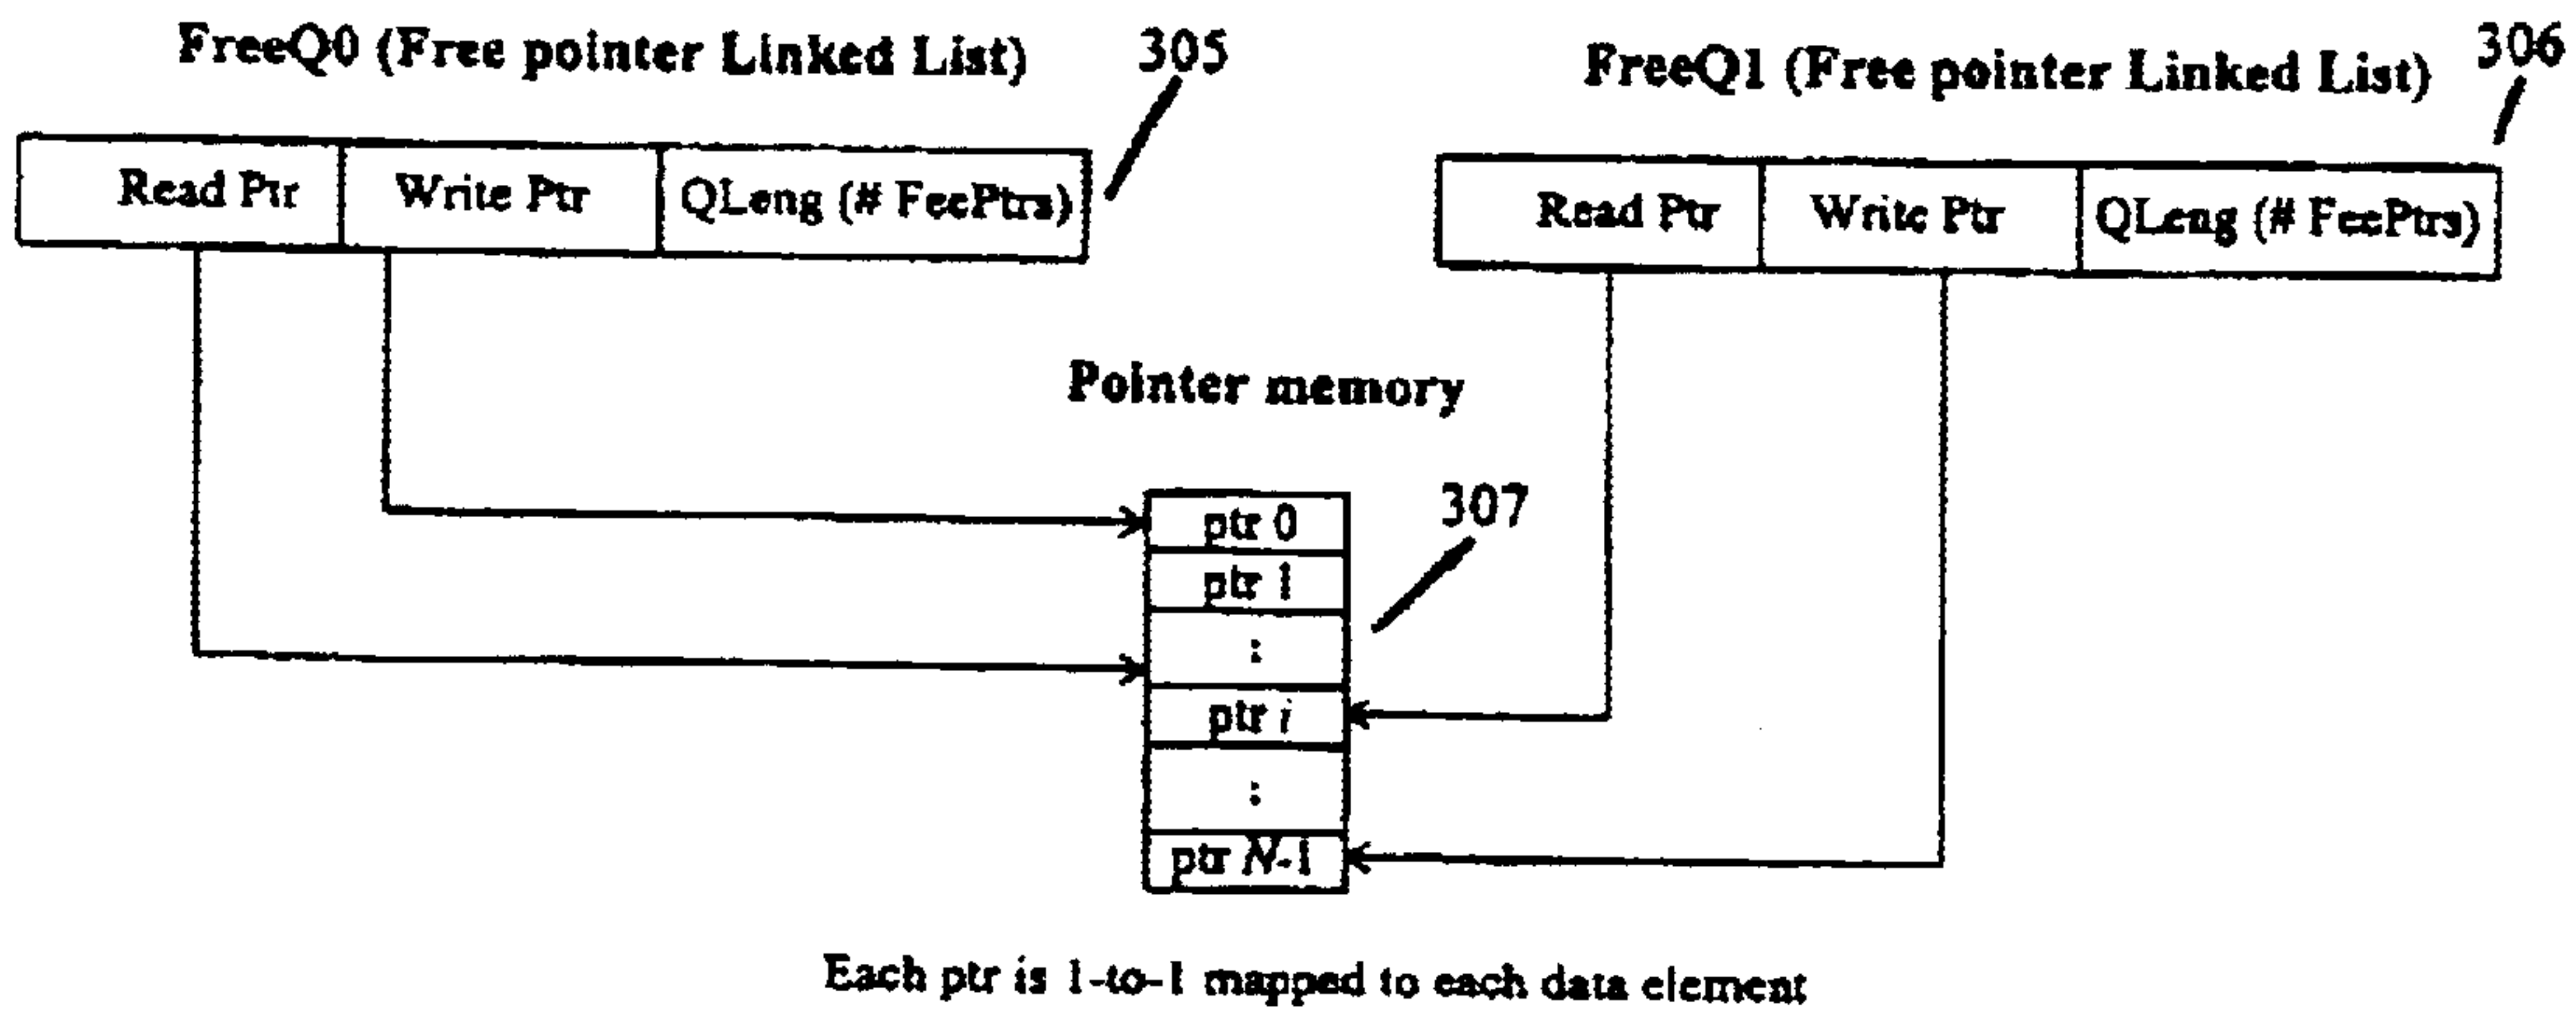 FreeQ0 (Free pointer Linked List)
305
FreeQ1 (Free pointer Linked List)
306
Read Ptr
Write Ptr
QLeng (# FeePtrs)
Read Ptr
Write Ptr
QLeng (# FeePtrs)
Pointer memory
307
ptr 0
ptr 1
:
ptr i
:
ptr N-1
Each ptr is 1-to-1 mapped to each data element